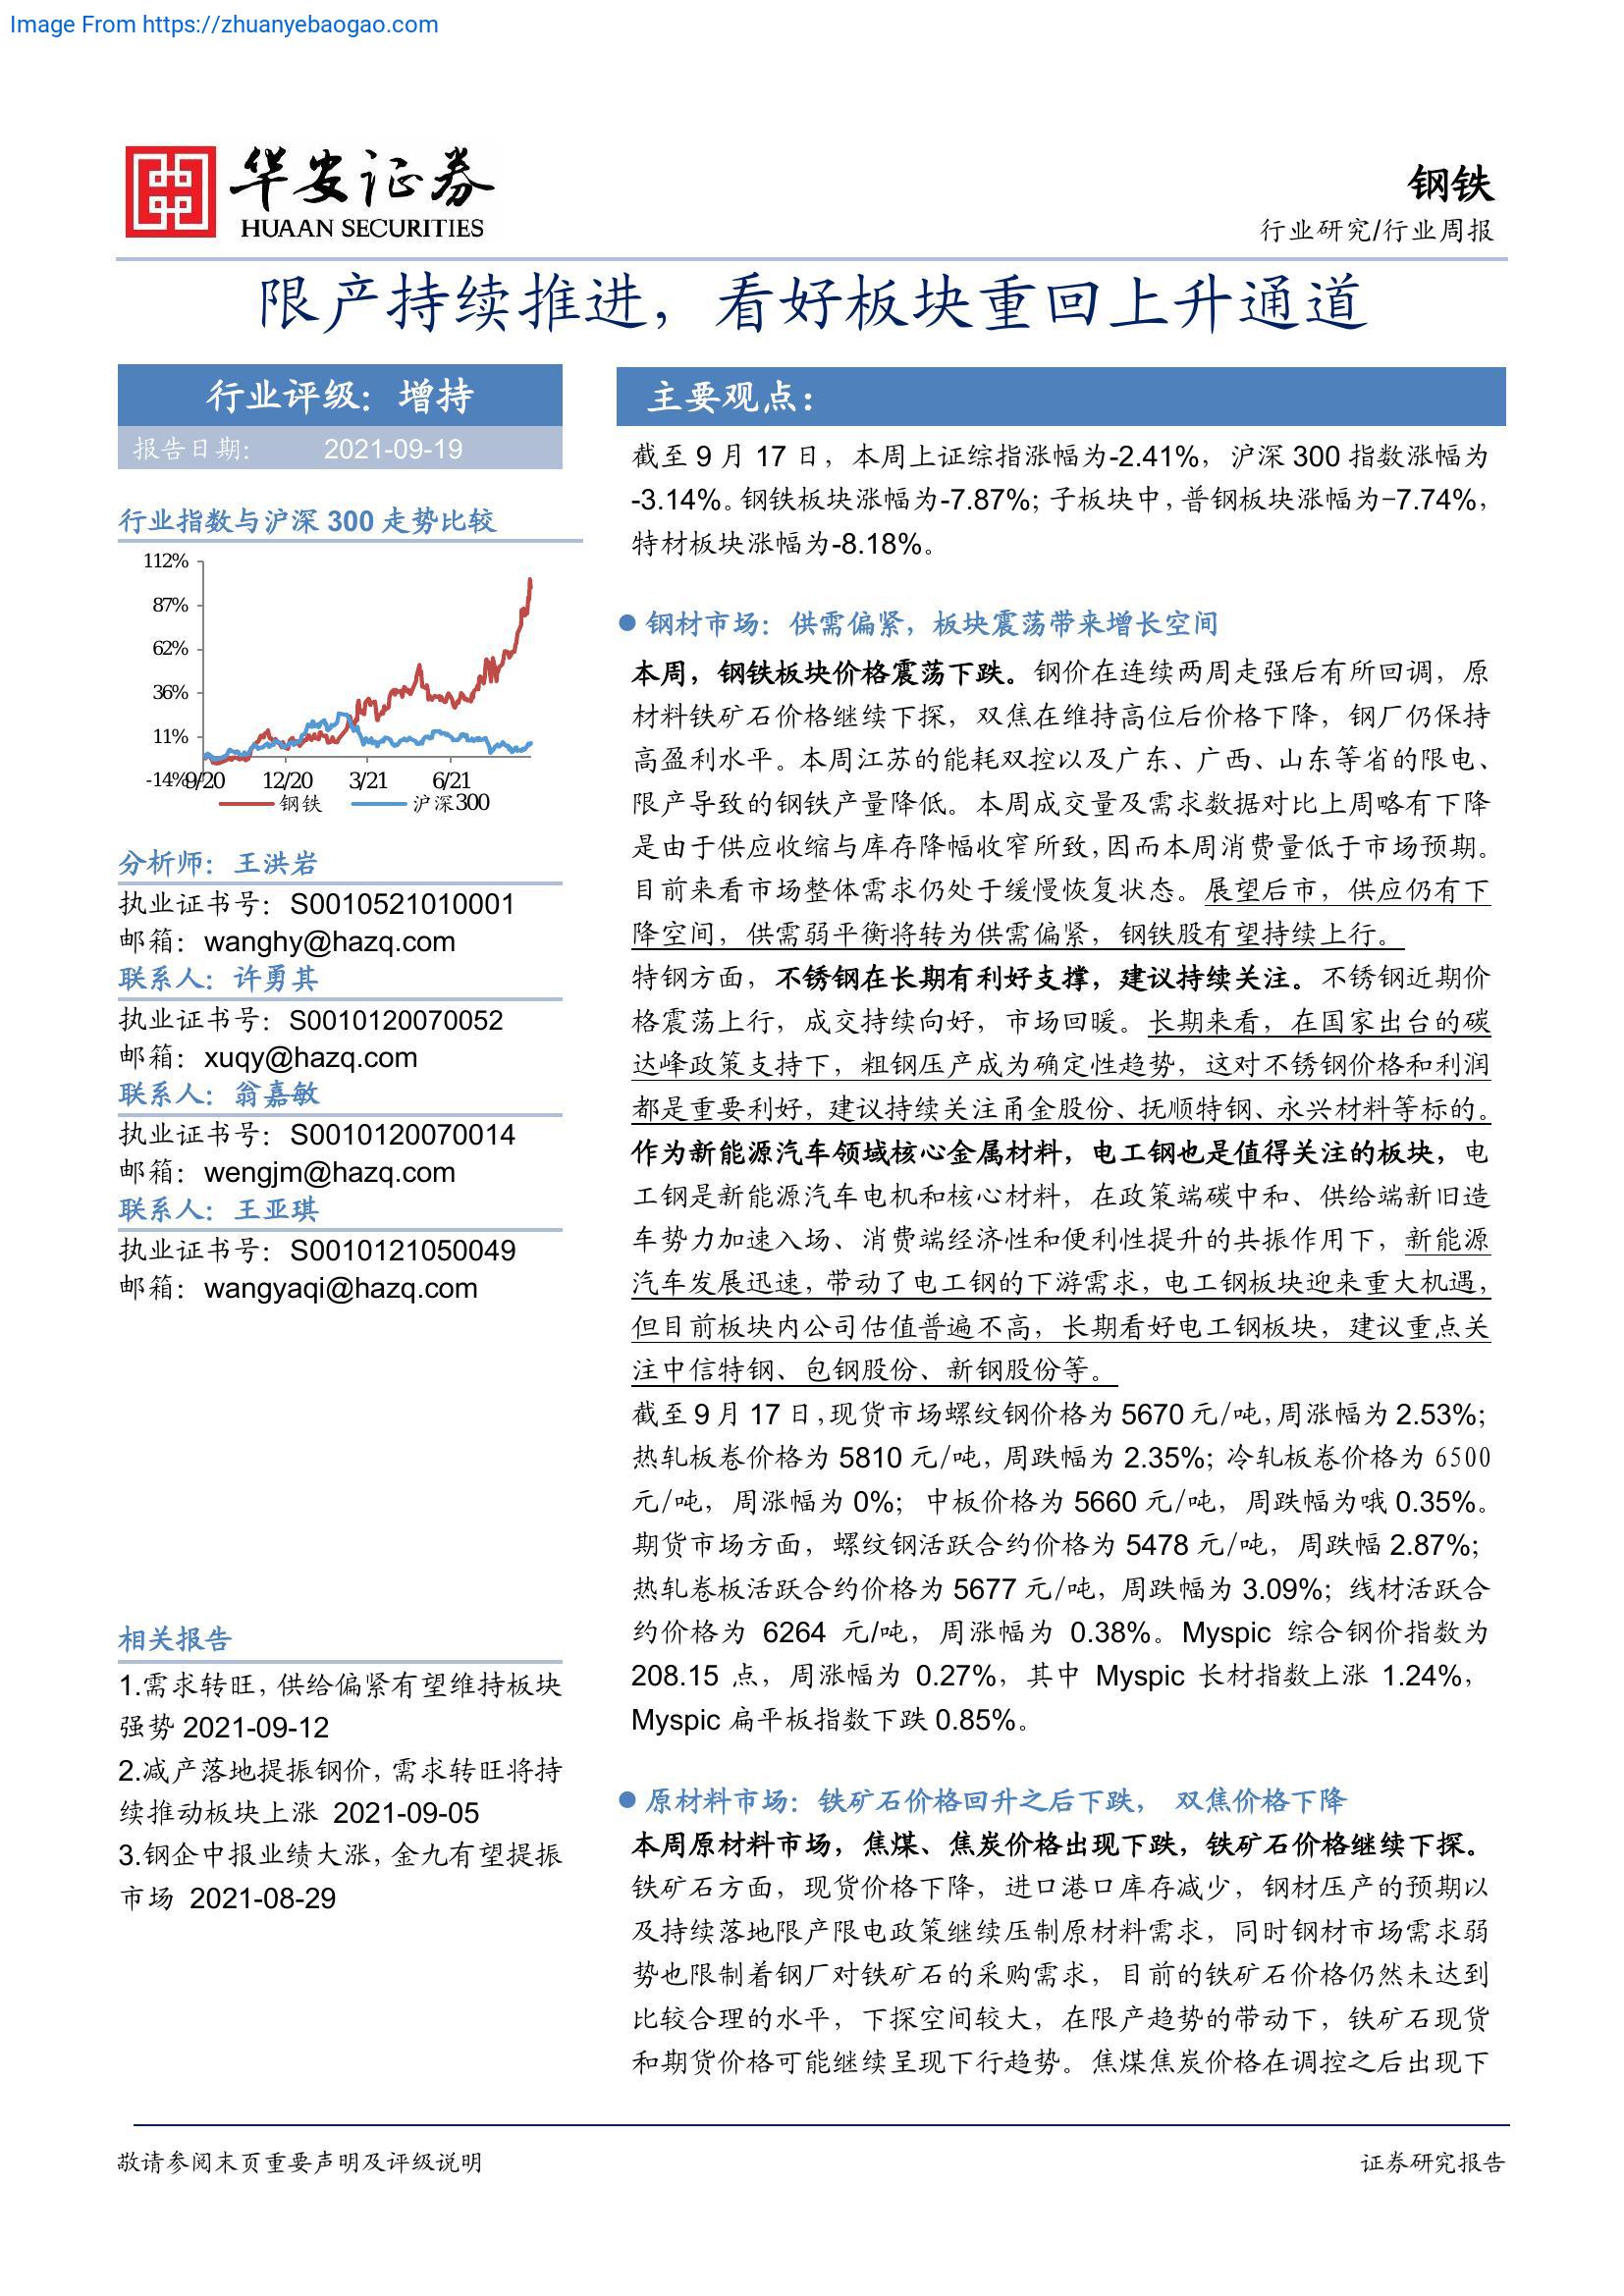 Image From https://zhuanyebaogao.com
华安证券
HUAAN SECURITIES
钢铁
行业研究/行业周报
限产持续推进，看好板块重回上升通道
行业评级：增持
报告日期： 2021-09-19
行业指数与沪深 300 走势比较
112%
87%
62%
36%
11%
-14%
9/20 12/20 3/21 6/21
钢铁 沪深300
分析师：王洪岩
执业证书号：S0010521010001
邮箱：wanghy@hazq.com
联系人：许勇其
执业证书号：S0010120070052
邮箱：xuqy@hazq.com
联系人：翁嘉敏
执业证书号：S0010120070014
邮箱：wengjm@hazq.com
联系人：王亚琪
执业证书号：S0010121050049
邮箱：wangyaqi@hazq.com
相关报告
1.需求转旺，供给偏紧有望维持板块
强势 2021-09-12
2.减产落地提振钢价，需求转旺将持
续推动板块上涨 2021-09-05
3.钢企中报业绩大涨，金九有望提振
市场 2021-08-29
主要观点：
截至 9 月 17 日，本周上证综指涨幅为-2.41%，沪深 300 指数涨幅为
-3.14%。钢铁板块涨幅为-7.87%；子板块中，普钢板块涨幅为-7.74%，
特材板块涨幅为-8.18%。
● 钢材市场：供需偏紧，板块震荡带来增长空间
本周，钢铁板块价格震荡下跌。钢价在连续两周走强后有所回调，原
材料铁矿石价格继续下探，双焦在维持高位后价格下降，钢厂仍保持
高盈利水平。本周江苏的能耗双控以及广东、广西、山东等省的限电、
限产导致的钢铁产量降低。本周成交量及需求数据对比上周略有下降
是由于供应收缩与库存降幅收窄所致，因而本周消费量低于市场预期。
目前来看市场整体需求仍处于缓慢恢复状态。展望后市，供应仍有下
降空间，供需弱平衡将转为供需偏紧，钢铁股有望持续上行。
特钢方面，不锈钢在长期有利好支撑，建议持续关注。不锈钢近期价
格震荡上行，成交持续向好，市场回暖。长期来看，在国家出台的碳
达峰政策支持下，粗钢压产成为确定性趋势，这对不锈钢价格和利润
都是重要利好，建议持续关注甬金股份、抚顺特钢、永兴材料等标的。
作为新能源汽车领域核心金属材料，电工钢也是值得关注的板块，电
工钢是新能源汽车电机和核心材料，在政策端碳中和、供给端新旧造
车势力加速入场、消费端经济性和便利性提升的共振作用下，新能源
汽车发展迅速，带动了电工钢的下游需求，电工钢板块迎来重大机遇，
但目前板块内公司估值普遍不高，长期看好电工钢板块，建议重点关
注中信特钢、包钢股份、新钢股份等。
截至 9 月 17 日，现货市场螺纹钢价格为 5670 元/吨，周涨幅为 2.53%；
热轧板卷价格为 5810 元/吨，周跌幅为 2.35%；冷轧板卷价格为 6500
元/吨，周涨幅为 0%；中板价格为 5660 元/吨，周跌幅为哦 0.35%。
期货市场方面，螺纹钢活跃合约价格为 5478 元/吨，周跌幅 2.87%；
热轧卷板活跃合约价格为 5677 元/吨，周跌幅为 3.09%；线材活跃合
约价格为 6264 元/吨，周涨幅为 0.38%。Myspic 综合钢价指数为
208.15 点，周涨幅为 0.27%，其中 Myspic 长材指数上涨 1.24%，
Myspic 扁平板指数下跌 0.85%。
● 原材料市场：铁矿石价格回升之后下跌， 双焦价格下降
本周原材料市场，焦煤、焦炭价格出现下跌，铁矿石价格继续下探。
铁矿石方面，现货价格下降，进口港口库存减少，钢材压产的预期以
及持续落地限产限电政策继续压制原材料需求，同时钢材市场需求弱
势也限制着钢厂对铁矿石的采购需求，目前的铁矿石价格仍然未达到
比较合理的水平，下探空间较大，在限产趋势的带动下，铁矿石现货
和期货价格可能继续呈现下行趋势。焦煤焦炭价格在调控之后出现下
敬请参阅末页重要声明及评级说明
证券研究报告